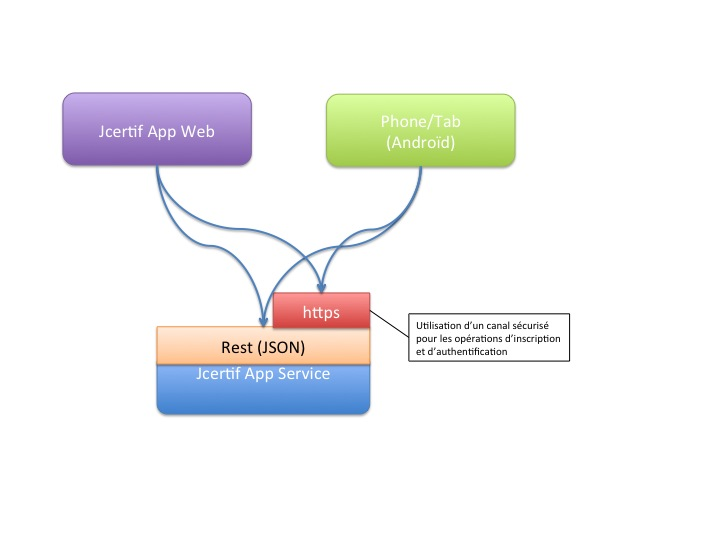 Jcertif App Web
Phone/Tab
(Androïd)
https
Utilisation d'un canal sécurisé
pour les opérations d'inscription
et d'authentification
Rest (JSON)
Jcertif App Service